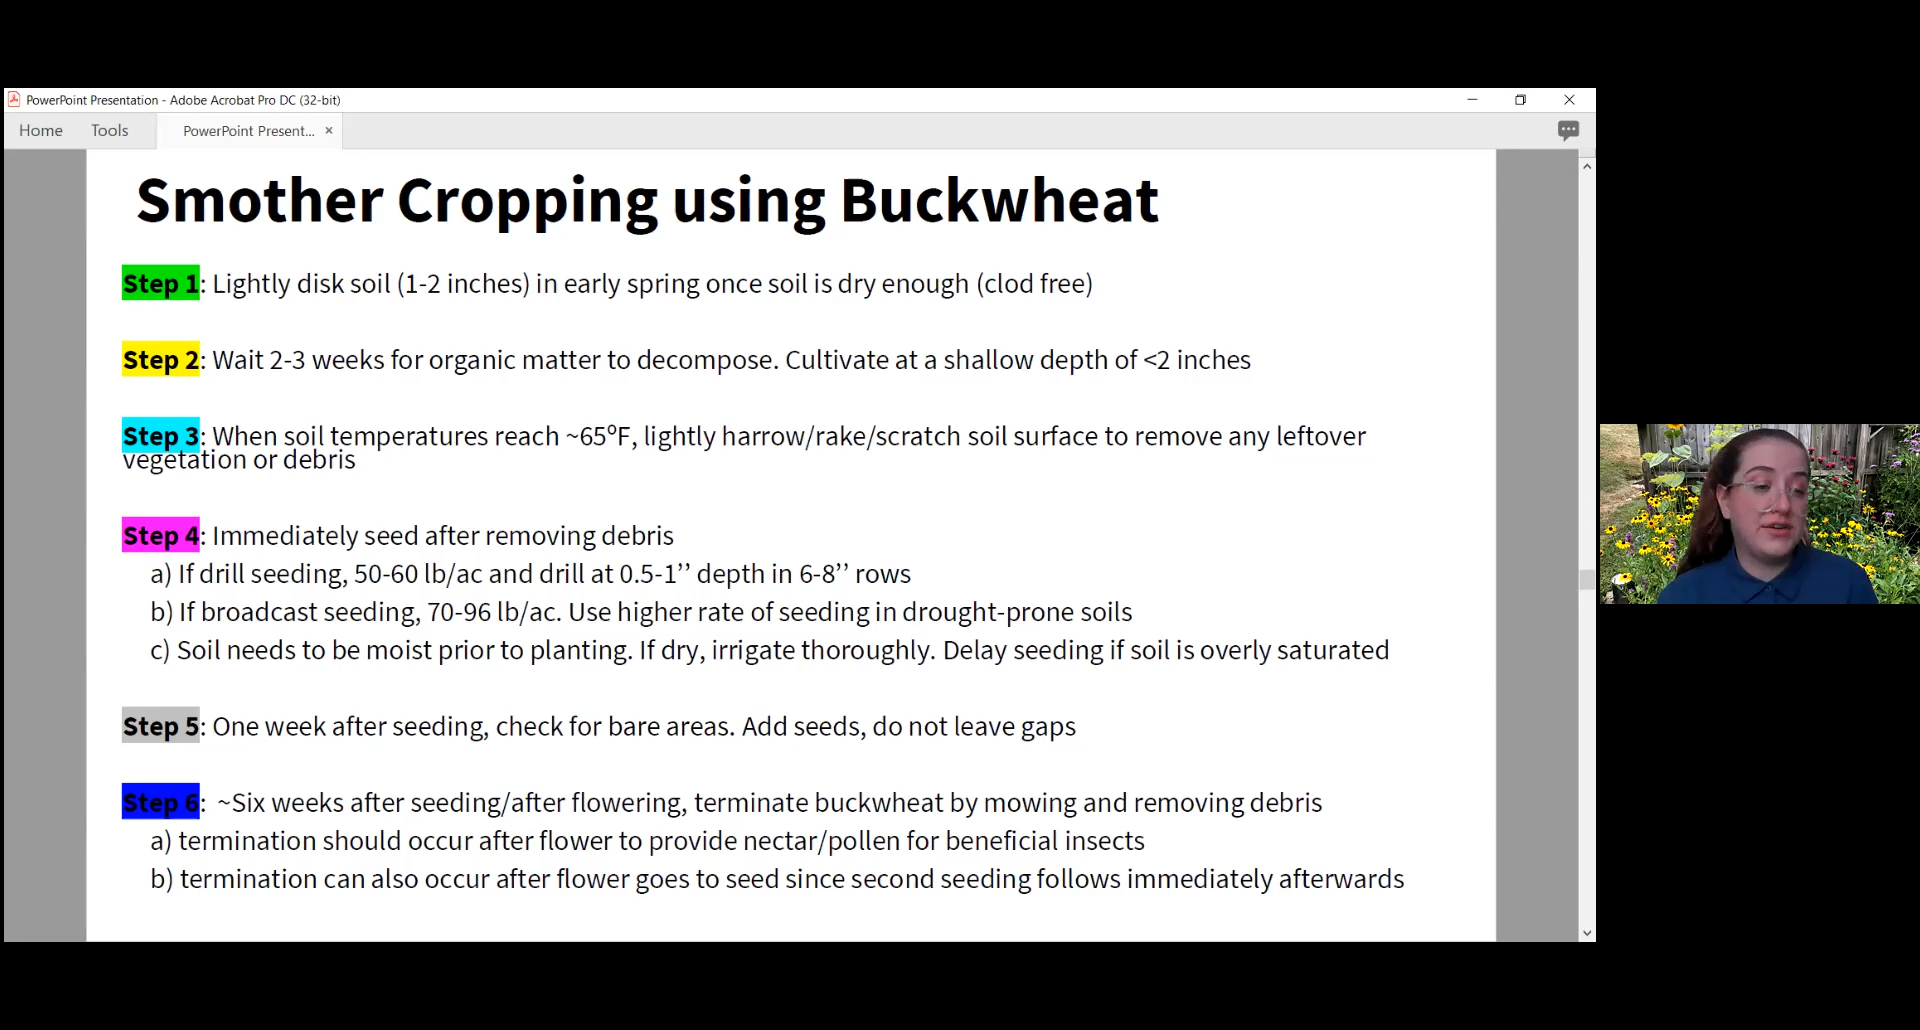 PowerPoint Presentation - Adobe Acrobat Pro DC (32-bit)
Home Tools PowerPoint Present... ×
Smother Cropping using Buckwheat
Step 1: Lightly disk soil (1-2 inches) in early spring once soil is dry enough (clod free)
Step 2: Wait 2-3 weeks for organic matter to decompose. Cultivate at a shallow depth of <2 inches
Step 3: When soil temperatures reach ~65°F, lightly harrow/rake/scratch soil surface to remove any leftover
vegetation or debris
Step 4: Immediately seed after removing debris
a) If drill seeding, 50-60 lb/ac and drill at 0.5-1’’ depth in 6-8’’ rows
b) If broadcast seeding, 70-96 lb/ac. Use higher rate of seeding in drought-prone soils
c) Soil needs to be moist prior to planting. If dry, irrigate thoroughly. Delay seeding if soil is overly saturated
Step 5: One week after seeding, check for bare areas. Add seeds, do not leave gaps
Step 6: ~Six weeks after seeding/after flowering, terminate buckwheat by mowing and removing debris
a) termination should occur after flower to provide nectar/pollen for beneficial insects
b) termination can also occur after flower goes to seed since second seeding follows immediately afterwards